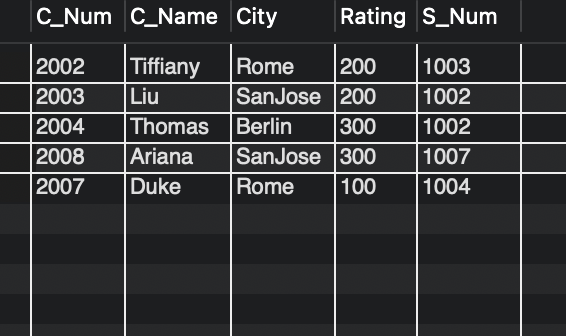 C_Num C_Name City Rating S_Num
2002 Tiffiany Rome 200 1003
2003 Liu SanJose 200 1002
2004 Thomas Berlin 300 1002
2008 Ariana SanJose 300 1007
2007 Duke Rome 100 1004